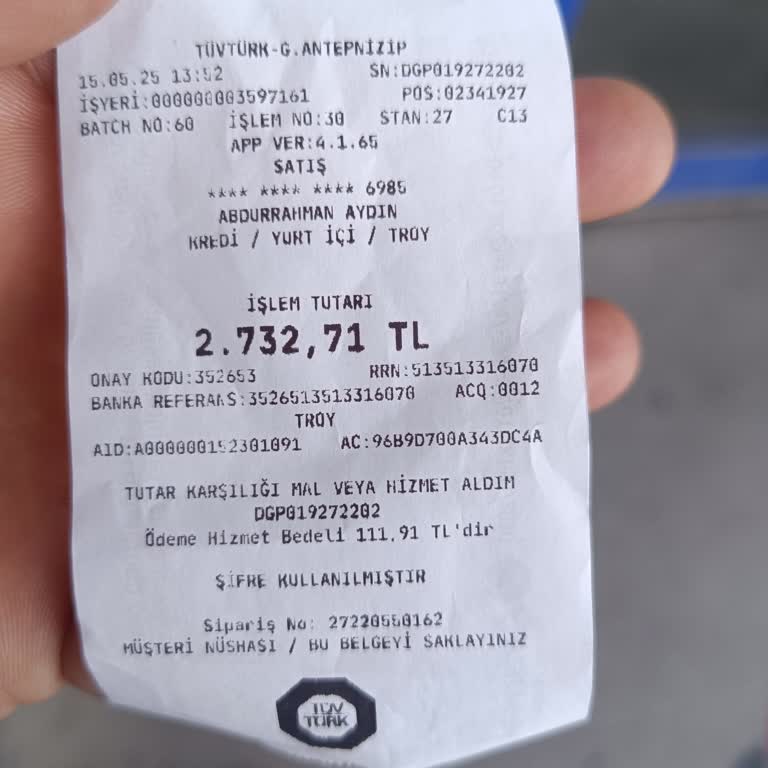 TÜVTÜRK-G.ANTEPNİZİP
15.05.25 13:52 SN:DGP019272202
İŞYERİ:000000003597161 POS:02341927
BATCH NO:60 İŞLEM NO:30 STAN:27 C13
APP VER:4.1.65
SATIŞ
**** **** **** 6985
ABDURRAHMAN AYDIN
KREDİ / YURT İÇİ / TROY
İŞLEM TUTARI
2.732,71 TL
ONAY KODU:352653 RRN:513513316070
BANKA REFERANS:352651351331607​0 ACQ:0012
TROY
AID:A0000000152301091 AC:96B9D700A343DC4A
TUTAR KARŞILIĞI MAL VEYA HİZMET ALDIM
DGP019272202
Ödeme Hizmet Bedeli 111,91 TL'dir
ŞİFRE KULLANILMIŞTIR
Sipariş No: 27220550162
MÜŞTERİ NÜSHASI / BU BELGEYİ SAKLAYINIZ
TÜV
TÜRK